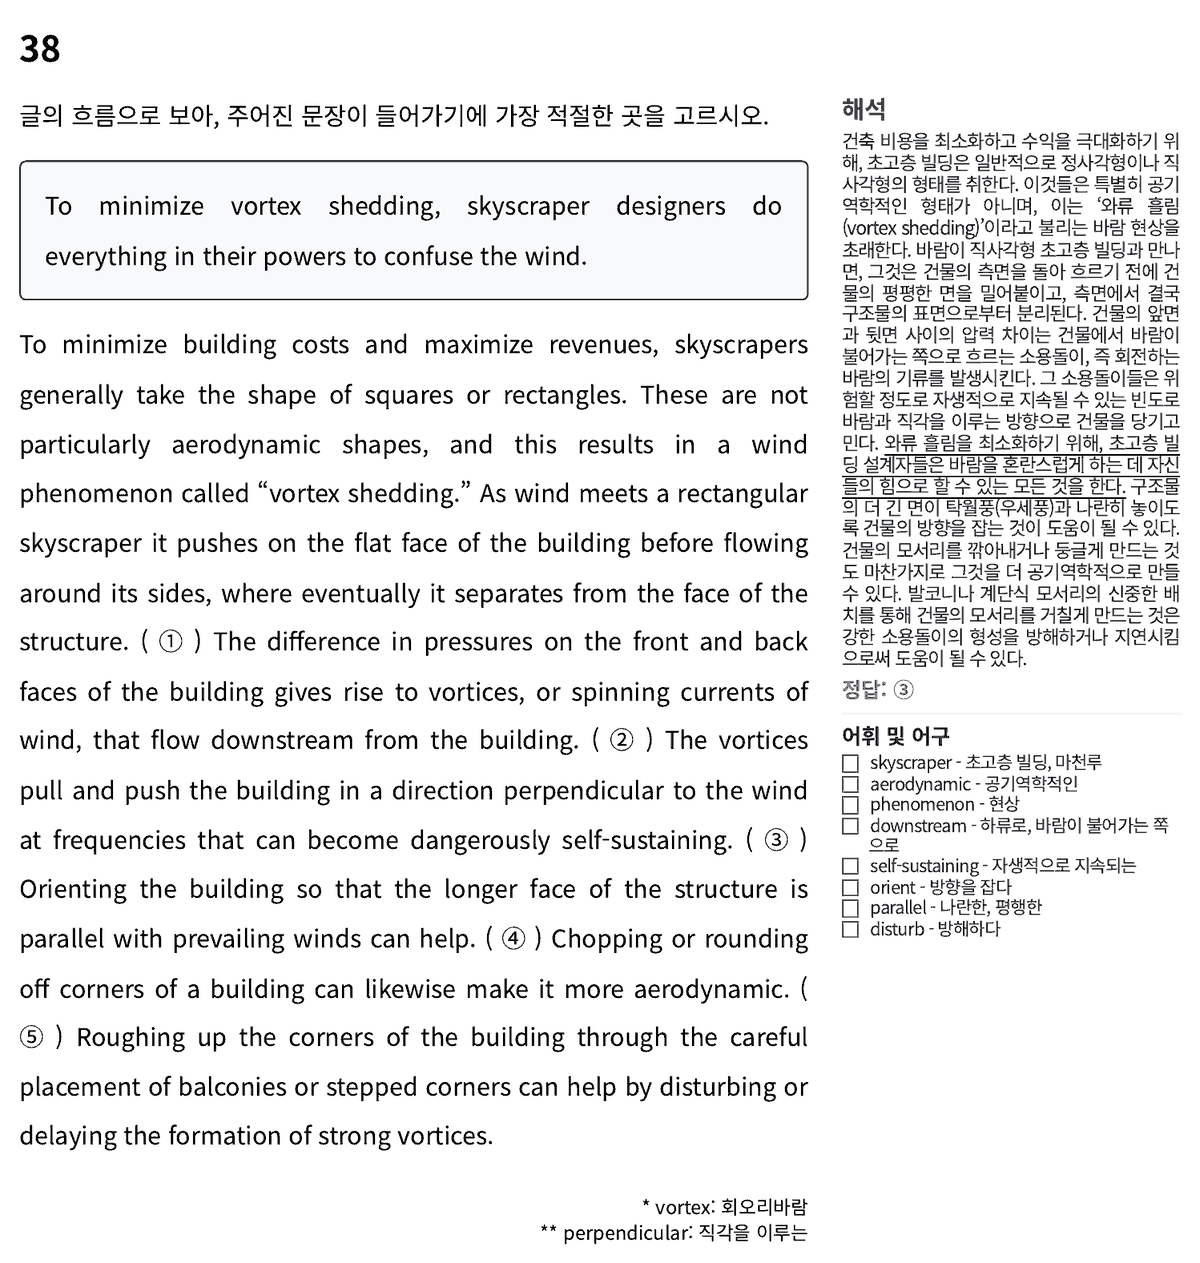 38
글의 흐름으로 보아, 주어진 문장이 들어가기에 가장 적절한 곳을 고르시오.
To minimize vortex shedding, skyscraper designers do
everything in their powers to confuse the wind.
To minimize building costs and maximize revenues, skyscrapers
generally take the shape of squares or rectangles. These are not
particularly aerodynamic shapes, and this results in a wind
phenomenon called “vortex shedding.” As wind meets a rectangular
skyscraper it pushes on the flat face of the building before flowing
around its sides, where eventually it separates from the face of the
structure. ( ① ) The difference in pressures on the front and back
faces of the building gives rise to vortices, or spinning currents of
wind, that flow downstream from the building. ( ② ) The vortices
pull and push the building in a direction perpendicular to the wind
at frequencies that can become dangerously self-sustaining. ( ③ )
Orienting the building so that the longer face of the structure is
parallel with prevailing winds can help. ( ④ ) Chopping or rounding
off corners of a building can likewise make it more aerodynamic. (
⑤ ) Roughing up the corners of the building through the careful
placement of balconies or stepped corners can help by disturbing or
delaying the formation of strong vortices.
* vortex: 회오리바람
** perpendicular: 직각을 이루는
해석
건축 비용을 최소화하고 수익을 극대화하기 위
해, 초고층 빌딩은 일반적으로 정사각형이나 직
사각형의 형태를 취한다. 이것들은 특별히 공기
역학적인 형태가 아니며, 이는 ‘와류 흘림
(vortex shedding)’이라고 불리는 바람 현상을
초래한다. 바람이 직사각형 초고층 빌딩과 만나
면, 그것은 건물의 측면을 돌아 흐르기 전에 건
물의 평평한 면을 밀어붙이고, 측면에서 결국
구조물의 표면으로부터 분리된다. 건물의 앞면
과 뒷면 사이의 압력 차이는 건물에서 바람이
불어가는 쪽으로 흐르는 소용돌이, 즉 회전하는
바람의 기류를 발생시킨다. 그 소용돌이들은 위
험할 정도로 자생적으로 지속될 수 있는 빈도로
바람과 직각을 이루는 방향으로 건물을 당기고
민다. 와류 흘림을 최소화하기 위해, 초고층 빌
딩 설계자들은 바람을 혼란스럽게 하는 데 자신
들의 힘으로 할 수 있는 모든 것을 한다. 구조물
의 더 긴 면이 탁월풍(우세풍)과 나란히 놓이도
록 건물의 방향을 잡는 것이 도움이 될 수 있다.
건물의 모서리를 깎아내거나 둥글게 만드는 것
도 마찬가지로 그것을 더 공기역학적으로 만들
수 있다. 발코니나 계단식 모서리의 신중한 배
치를 통해 건물의 모서리를 거칠게 만드는 것은
강한 소용돌이의 형성을 방해하거나 지연시킴
으로써 도움이 될 수 있다.
정답: ③
어휘 및 어구
skyscraper - 초고층 빌딩, 마천루
aerodynamic - 공기역학적인
phenomenon - 현상
downstream - 하류로, 바람이 불어가는 쪽
으로
self-sustaining - 자생적으로 지속되는
orient - 방향을 잡다
parallel - 나란한, 평행한
disturb - 방해하다